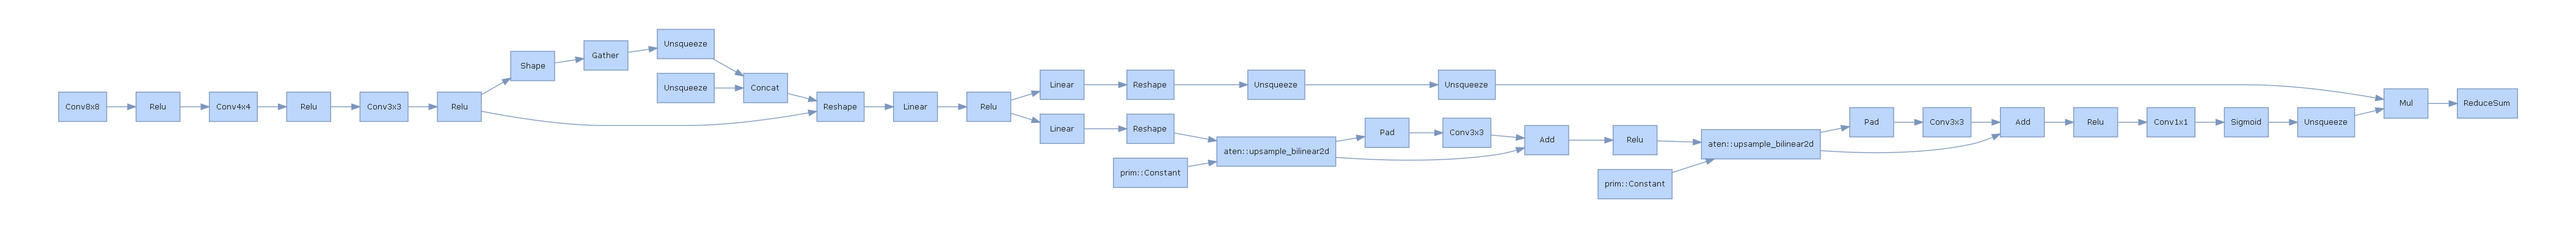 Conv8x8
Relu
Conv4x4
Relu
Conv3x3
Relu
Shape
Gather
Unsqueeze
Unsqueeze
Concat
Reshape
Linear
Relu
Linear
Reshape
Unsqueeze
Unsqueeze
Linear
Reshape
prim::Constant
aten::upsample_bilinear2d
Pad
Conv3x3
Add
Relu
prim::Constant
aten::upsample_bilinear2d
Pad
Conv3x3
Add
Relu
Conv1x1
Sigmoid
Unsqueeze
Mul
ReduceSum